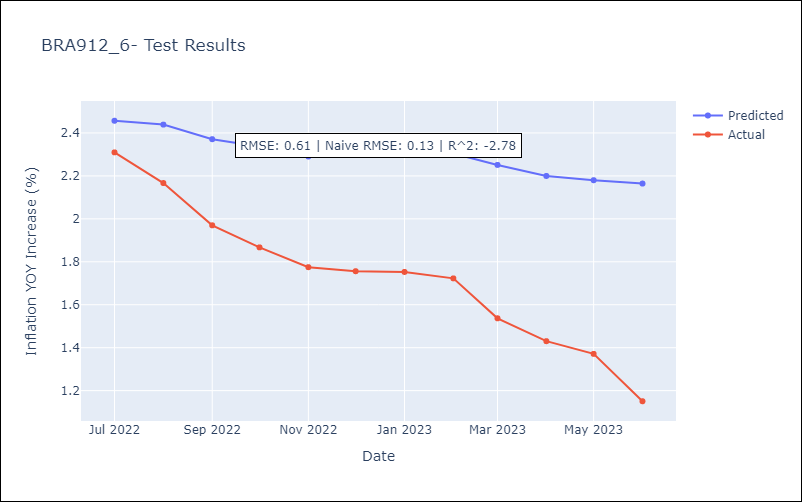 BRA912_6- Test Results
Predicted
Actual
RMSE: 0.61 | Naive RMSE: 0.13 | R^2: -2.78
Inflation YOY Increase (%)
2.4
2.2
2
1.8
1.6
1.4
1.2
Jul 2022
Sep 2022
Nov 2022
Jan 2023
Mar 2023
May 2023
Date